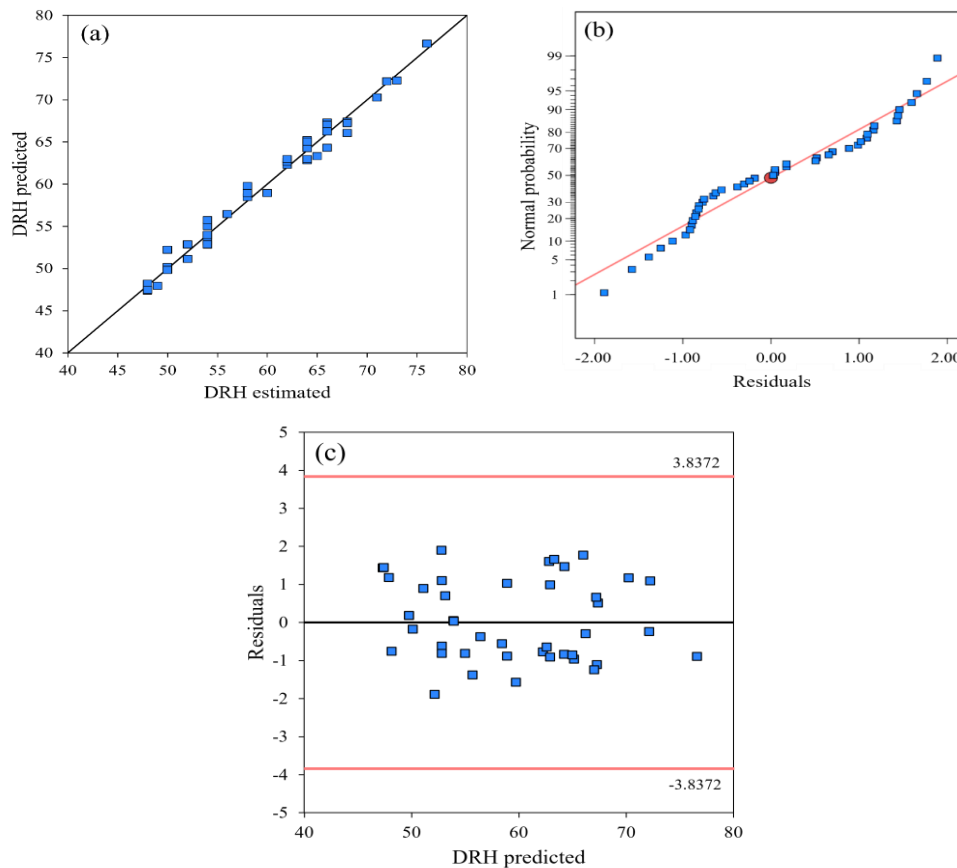 (a)
80
75
70
65
60
55
50
45
40
DRH predicted
40 45 50 55 60 65 70 75 80
DRH estimated
(b)
99
95
90
80
70
50
30
20
10
5
1
Normal probability
-2.00 -1.00 0.00 1.00 2.00
Residuals
(c)
5
4
3
2
1
0
-1
-2
-3
-4
-5
Residuals
3.8372
-3.8372
40 50 60 70 80
DRH predicted